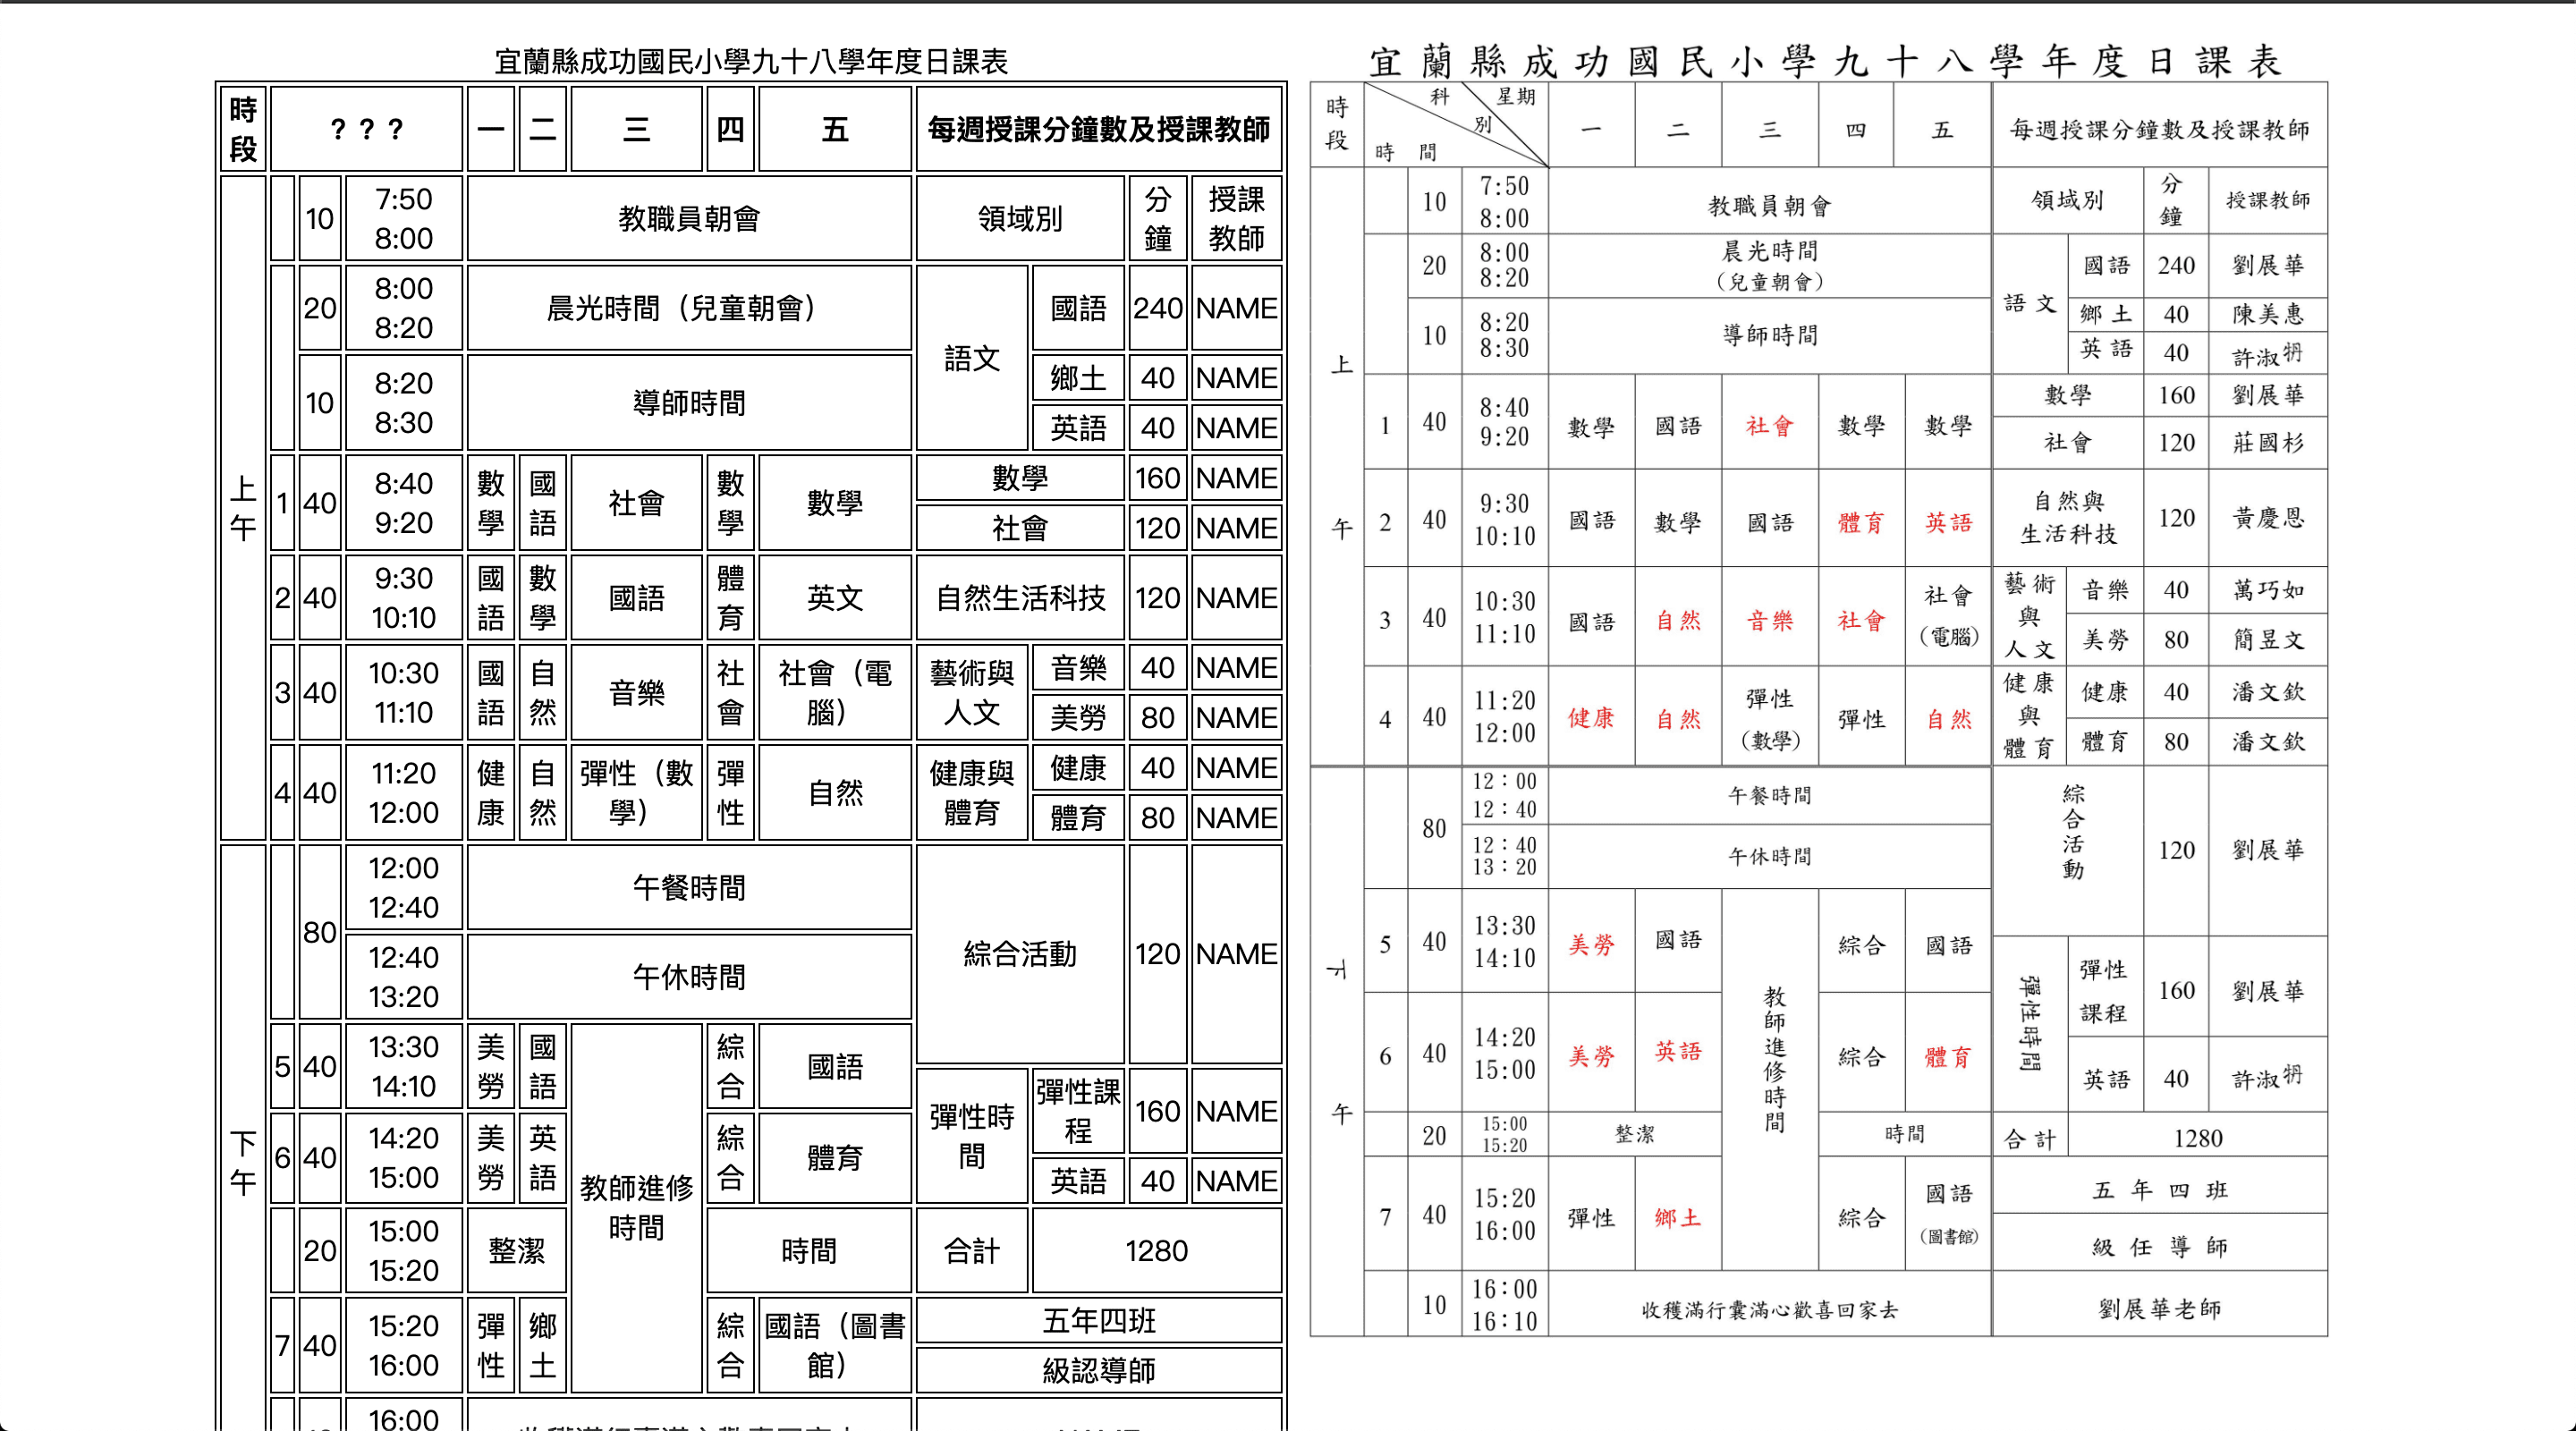 宜蘭縣成功國民小學九十八學年度日課表
時段 ？？？ 一 二 三 四 五 每週授課分鐘數及授課教師
上午 10 7:50 8:00 教職員朝會 領域別 分鐘 授課教師
20 8:00 8:20 晨光時間（兒童朝會） 語文 國語 240 NAME
鄉土 40 NAME
10 8:20 8:30 導師時間
英語 40 NAME
1 40 8:40 9:20 數學 國語 社會 數學 數學 數學 160 NAME
社會 120 NAME
2 40 9:30 10:10 國語 數學 國語 體育 英文 自然生活科技 120 NAME
3 40 10:30 11:10 國語 自然 音樂 社會 社會（電腦） 藝術與人文 音樂 40 NAME
美勞 80 NAME
4 40 11:20 12:00 健康 自然 彈性（數學） 彈性 自然 健康與體育 健康 40 NAME
體育 80 NAME
下午 80 12:00 12:40 午餐時間 綜合活動 120 NAME
12:40 13:20 午休時間
5 40 13:30 14:10 美勞 國語 教師進修時間 綜合 國語
彈性時間 彈性課程 160 NAME
6 40 14:20 15:00 美勞 英語 綜合 體育
英語 40 NAME
20 15:00 15:20 整潔 時間 合計 1280
7 40 15:20 16:00 彈性 鄉土 綜合 國語（圖書館） 五年四班
級認導師
16:00
宜蘭縣成功國民小學九十八學年度日課表
時段 科別 星期 時間 一 二 三 四 五 每週授課分鐘數及授課教師
上午 10 7:50 8:00 教職員朝會 領域別 分鐘 授課教師
20 8:00 8:20 晨光時間（兒童朝會） 語文 國語 240 劉展華
鄉土 40 陳美惠
10 8:20 8:30 導師時間
英語 40 許淑
1 40 8:40 9:20 數學 國語 社會 數學 數學 數學 160 劉展華
社會 120 莊國杉
2 40 9:30 10:10 國語 數學 國語 體育 英語 自然與生活科技 120 黃慶恩
3 40 10:30 11:10 國語 自然 音樂 社會 社會（電腦） 藝術與人文 音樂 40 萬巧如
美勞 80 簡昱文
4 40 11:20 12:00 健康 自然 彈性（數學） 彈性 自然 健康與體育 健康 40 潘文欽
體育 80 潘文欽
下午 80 12：00 12：40 午餐時間 綜合活動 120 劉展華
12：40 13：20 午休時間
5 40 13:30 14:10 美勞 國語 教師進修時間 綜合 國語
彈性時間 彈性課程 160 劉展華
6 40 14:20 15:00 美勞 英語 綜合 體育
英語 40 許淑
20 15:00 15:20 整潔 時間 合計 1280
7 40 15:20 16:00 彈性 鄉土 綜合 國語（圖書館） 五年四班
級任導師
10 16：00 16：10 收穫滿行囊滿心歡喜回家去 劉展華老師